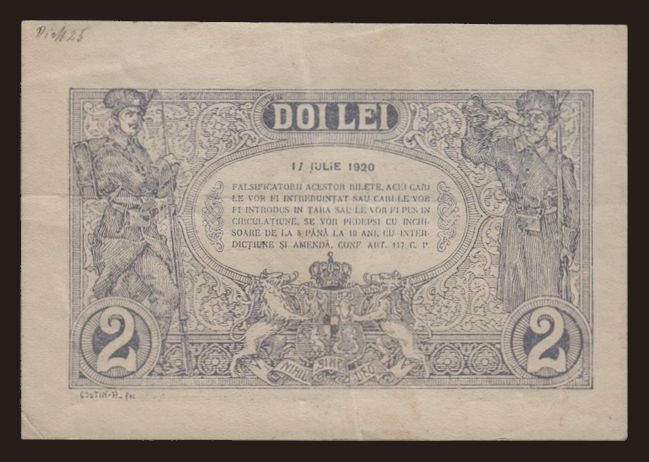 DOI LEI
17 IULIE 1920
FALSIFICATORII ACESTOR BILETE, ACEI CARI
LE VOR FI INTREBUINȚAT SAU CARI LE VOR
FI INTRODUS IN ȚARA SAU LE VOR FI PUS IN
CIRCULAȚIUNE, SE VOR PEDEPSI CU INCHI-
SOARE DE LA 5 PÂNĂ LA 10 ANI, CU INTER-
DICȚIUNE ȘI AMENDĂ, CONF. ART. 117 C. P.
2
2
NIHIL SINE DEO
COSTIN-P.